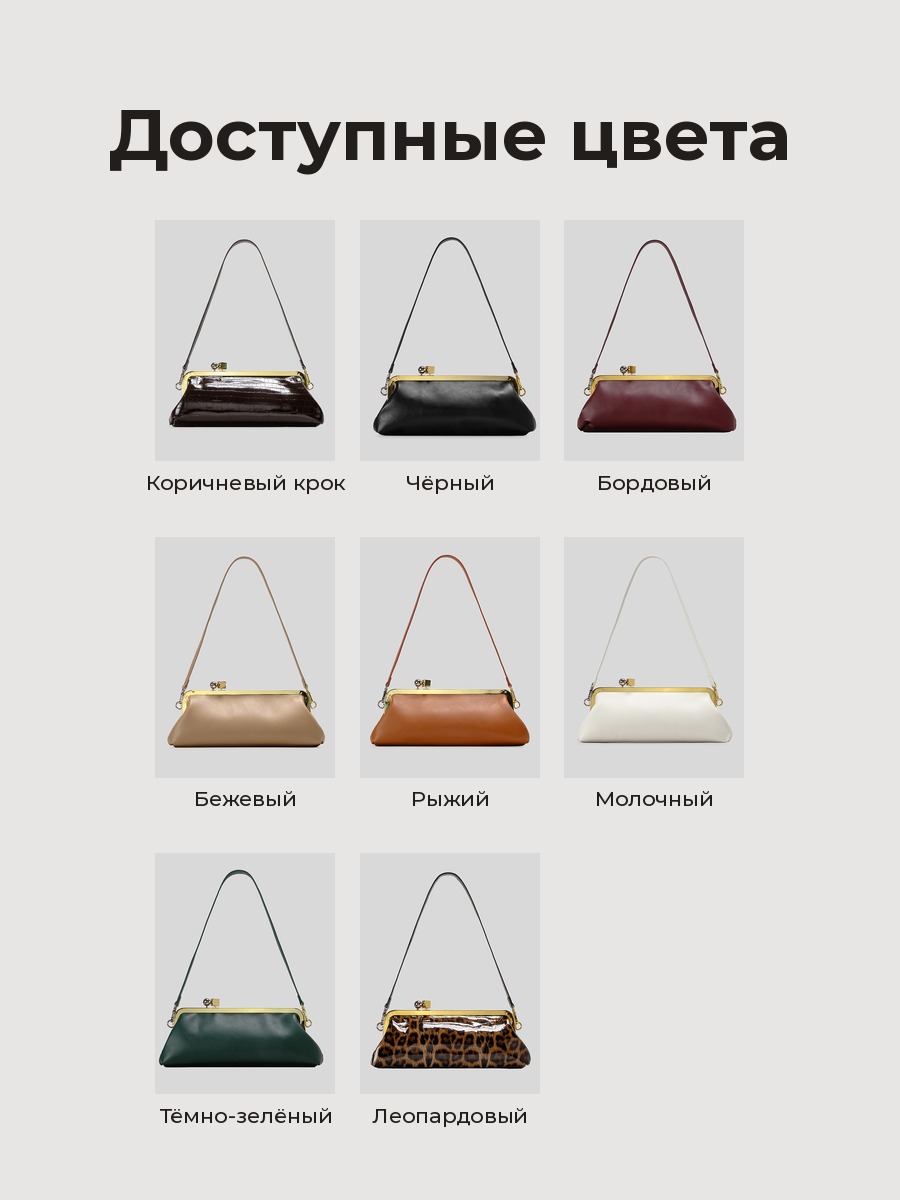 Доступные цвета
Коричневый крок
Чёрный
Бордовый
Бежевый
Рыжий
Молочный
Тёмно-зелёный
Леопардовый